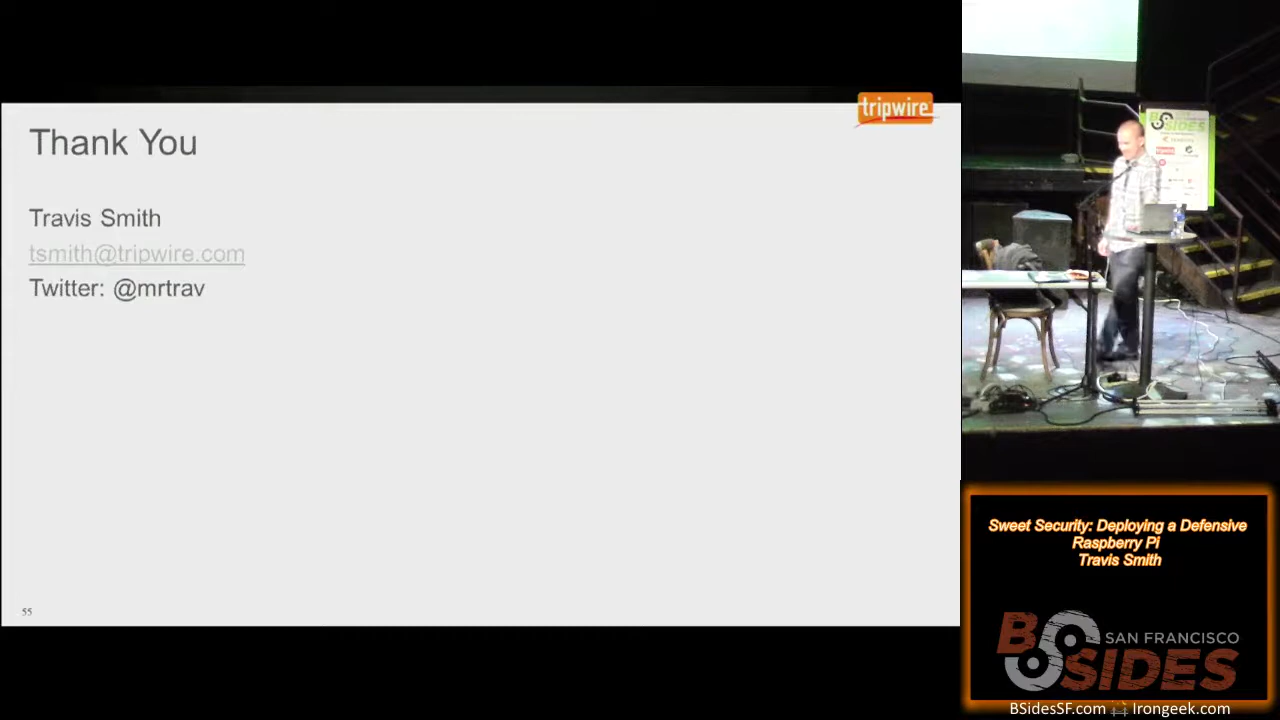 tripwire
Thank You
Travis Smith
tsmith@tripwire.com
Twitter: @mrtrav
55
BSIDES
Sweet Security: Deploying a Defensive
Raspberry Pi
Travis Smith
BSIDES
SAN FRANCISCO
BSidesSF.com Irongeek.com